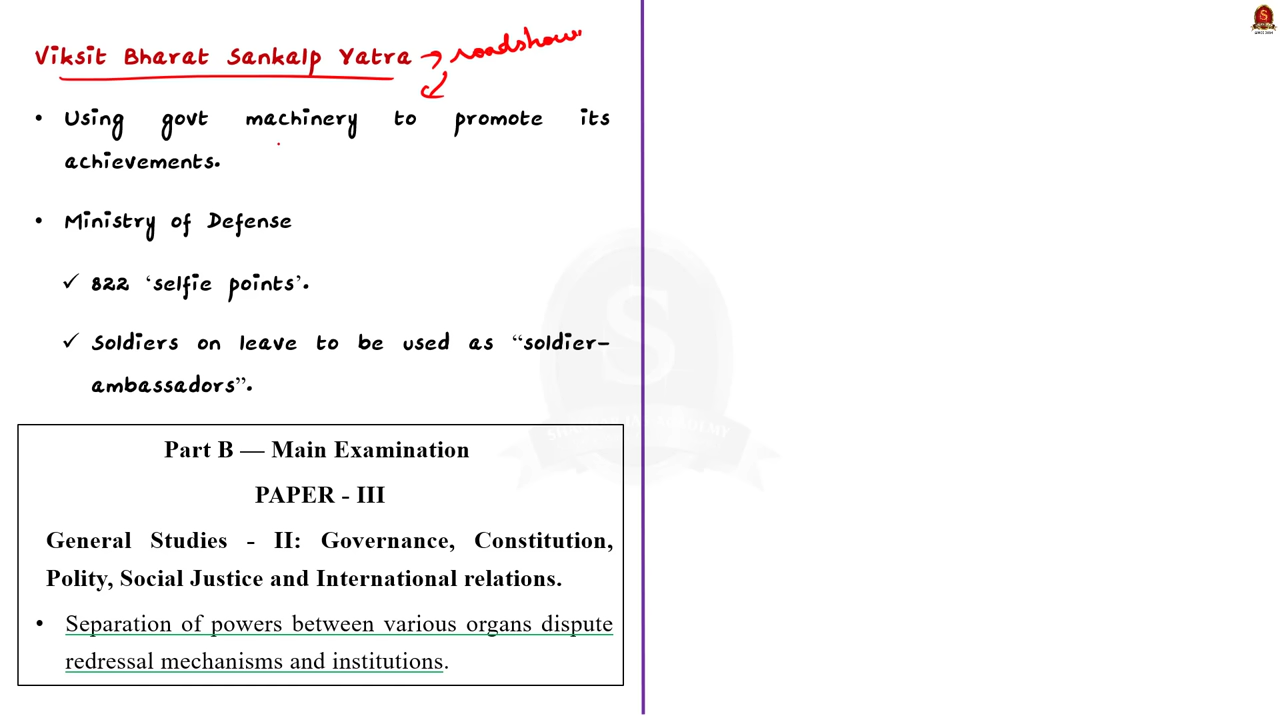 Viksit Bharat Sankalp Yatra → roadshow
• Using govt machinery to promote its
achievements.
• Ministry of Defense
✓ 822 ‘selfie points’.
✓ Soldiers on leave to be used as “soldier-
ambassadors”.
Part B — Main Examination
PAPER - III
General Studies - II: Governance, Constitution,
Polity, Social Justice and International relations.
• Separation of powers between various organs dispute
redressal mechanisms and institutions.